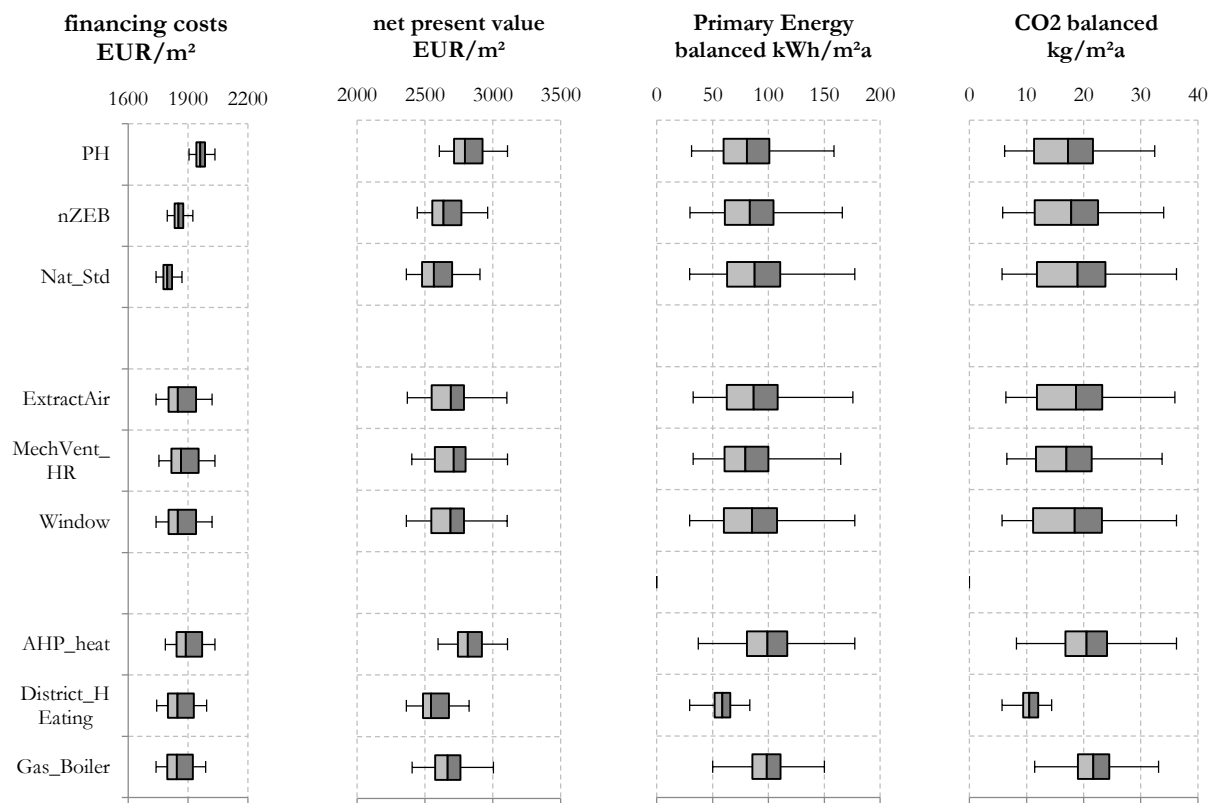 financing costs
EUR/m²
net present value
EUR/m²
Primary Energy
balanced kWh/m²a
CO2 balanced
kg/m²a
1600 1900 2200
2000 2500 3000 3500
0 50 100 150 200
0 10 20 30 40
PH
nZEB
Nat_Std
ExtractAir
MechVent_
HR
Window
AHP_heat
District_H
Eating
Gas_Boiler